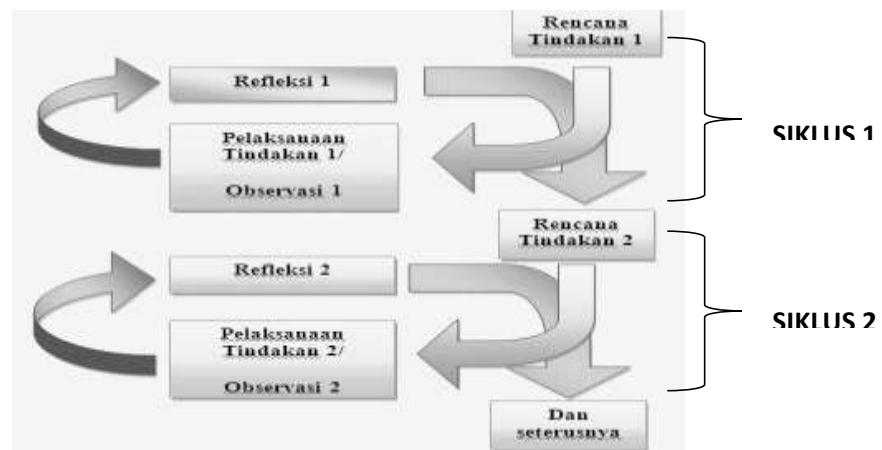 Rencana
Tindakan 1
Refleksi 1
Pelaksanaan
Tindakan 1/
Observasi 1
SIKLUS 1
Rencana
Tindakan 2
Refleksi 2
Pelaksanaan
Tindakan 2/
Observasi 2
SIKLUS 2
Dan
seterusnya